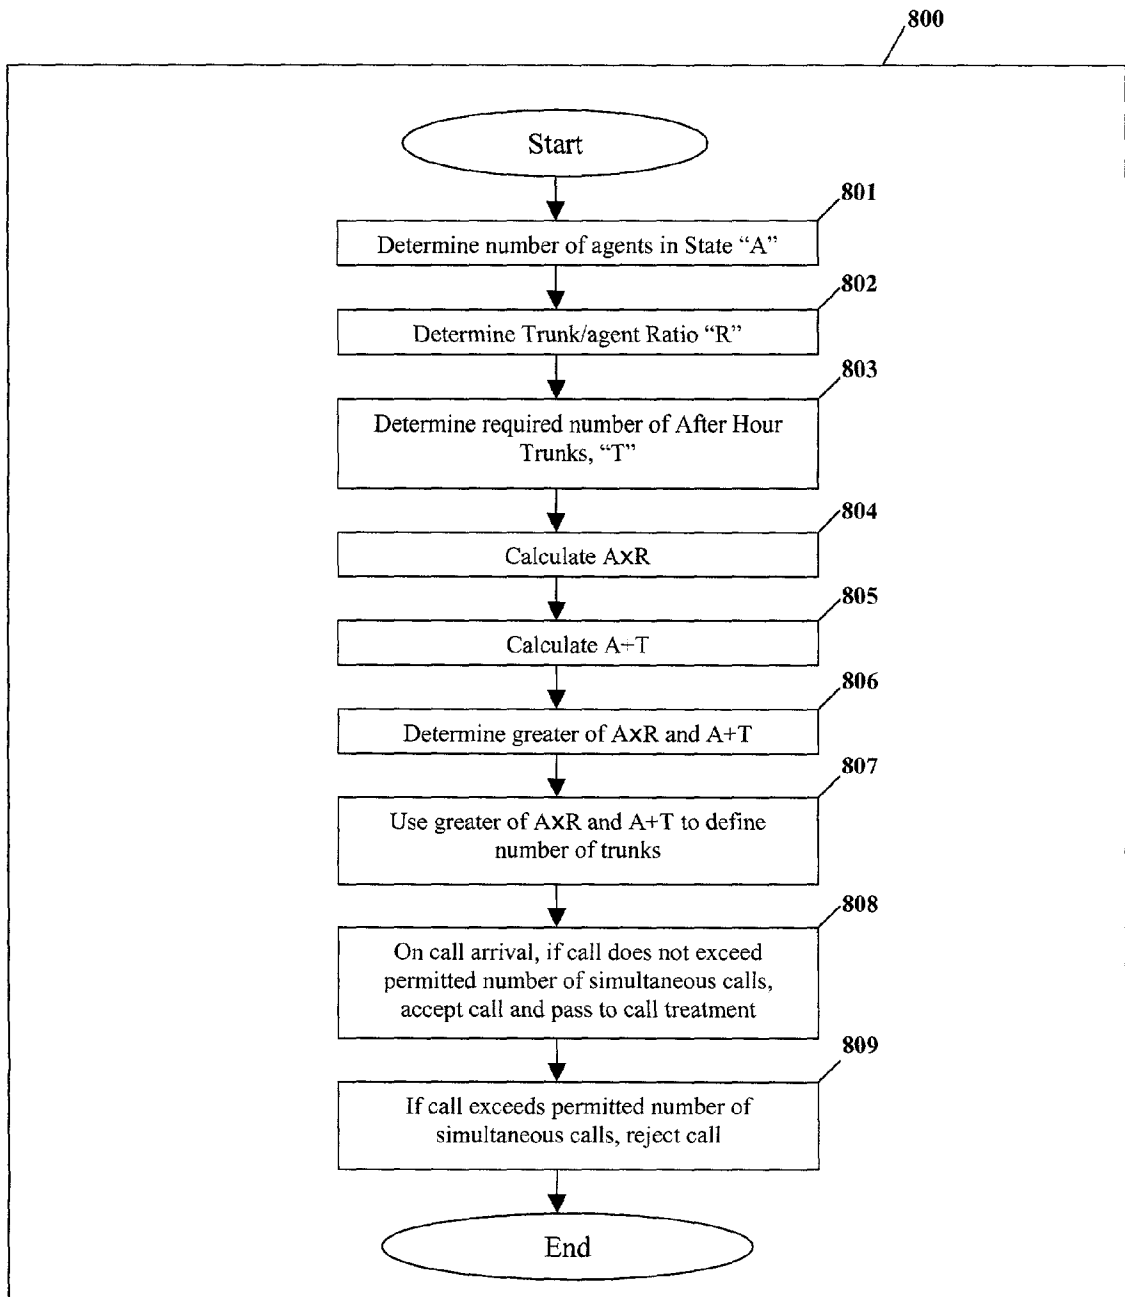 800
Start
801
Determine number of agents in State “A”
802
Determine Trunk/agent Ratio “R”
803
Determine required number of After Hour
Trunks, “T”
804
Calculate AxR
805
Calculate A+T
806
Determine greater of AxR and A+T
807
Use greater of AxR and A+T to define
number of trunks
808
On call arrival, if call does not exceed
permitted number of simultaneous calls,
accept call and pass to call treatment
809
If call exceeds permitted number of
simultaneous calls, reject call
End